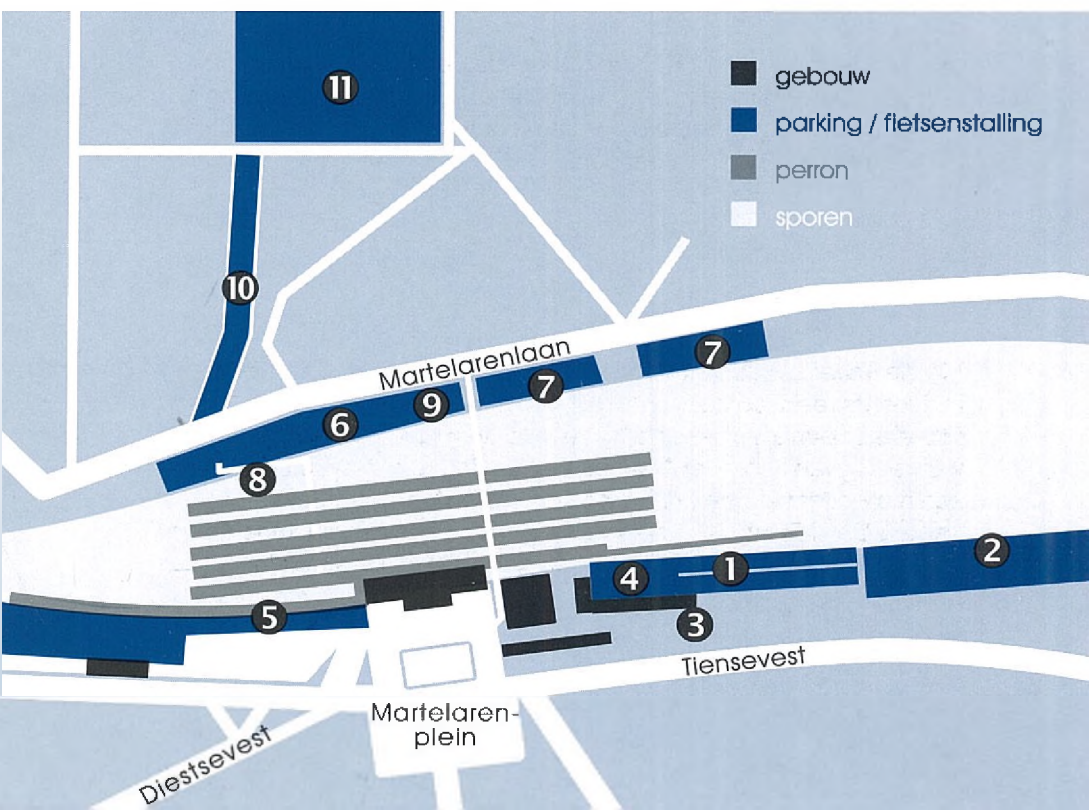 11
gebouw
parking / fietsenstalling
perron
sporen
10
Martelarenlaan
7
7
9
6
8
2
1
4
5
3
Tiensevest
Martelaren-
plein
Diestsevest